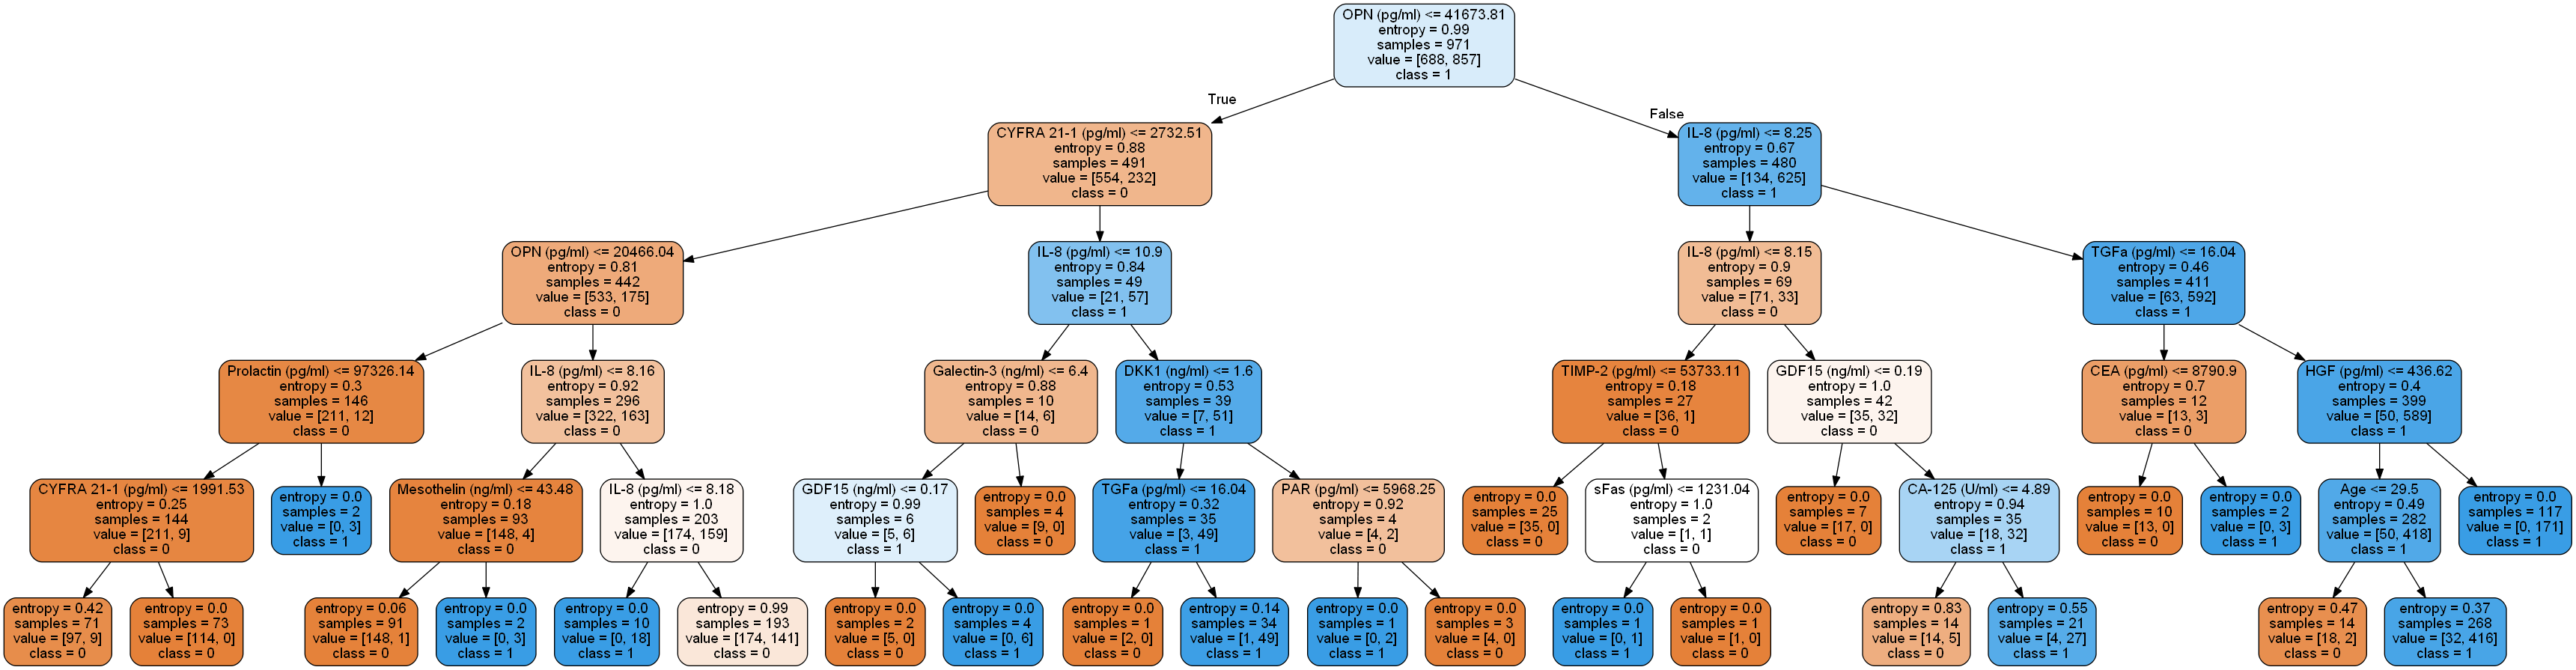 OPN (pg/ml) <= 41673.81
entropy = 0.99
samples = 971
value = [688, 857]
class = 1
True
False
CYFRA 21-1 (pg/ml) <= 2732.51
entropy = 0.88
samples = 491
value = [554, 232]
class = 0
IL-8 (pg/ml) <= 8.25
entropy = 0.67
samples = 480
value = [134, 625]
class = 1
OPN (pg/ml) <= 20466.04
entropy = 0.81
samples = 442
value = [533, 175]
class = 0
IL-8 (pg/ml) <= 10.9
entropy = 0.84
samples = 49
value = [21, 57]
class = 1
IL-8 (pg/ml) <= 8.15
entropy = 0.9
samples = 69
value = [71, 33]
class = 0
TGFa (pg/ml) <= 16.04
entropy = 0.46
samples = 411
value = [63, 592]
class = 1
Prolactin (pg/ml) <= 97326.14
entropy = 0.3
samples = 146
value = [211, 12]
class = 0
IL-8 (pg/ml) <= 8.16
entropy = 0.92
samples = 296
value = [322, 163]
class = 0
Galectin-3 (ng/ml) <= 6.4
entropy = 0.88
samples = 10
value = [14, 6]
class = 0
DKK1 (ng/ml) <= 1.6
entropy = 0.53
samples = 39
value = [7, 51]
class = 1
TIMP-2 (pg/ml) <= 53733.11
entropy = 0.18
samples = 27
value = [36, 1]
class = 0
GDF15 (ng/ml) <= 0.19
entropy = 1.0
samples = 42
value = [35, 32]
class = 0
CEA (pg/ml) <= 8790.9
entropy = 0.7
samples = 12
value = [13, 3]
class = 0
HGF (pg/ml) <= 436.62
entropy = 0.4
samples = 399
value = [50, 589]
class = 1
CYFRA 21-1 (pg/ml) <= 1991.53
entropy = 0.25
samples = 144
value = [211, 9]
class = 0
entropy = 0.0
samples = 2
value = [0, 3]
class = 1
Mesothelin (ng/ml) <= 43.48
entropy = 0.18
samples = 93
value = [148, 4]
class = 0
IL-8 (pg/ml) <= 8.18
entropy = 1.0
samples = 203
value = [174, 159]
class = 0
GDF15 (ng/ml) <= 0.17
entropy = 0.99
samples = 6
value = [5, 6]
class = 1
entropy = 0.0
samples = 4
value = [9, 0]
class = 0
TGFa (pg/ml) <= 16.04
entropy = 0.32
samples = 35
value = [3, 49]
class = 1
PAR (pg/ml) <= 5968.25
entropy = 0.92
samples = 4
value = [4, 2]
class = 0
entropy = 0.0
samples = 25
value = [35, 0]
class = 0
sFas (pg/ml) <= 1231.04
entropy = 1.0
samples = 2
value = [1, 1]
class = 0
entropy = 0.0
samples = 7
value = [17, 0]
class = 0
CA-125 (U/ml) <= 4.89
entropy = 0.94
samples = 35
value = [18, 32]
class = 1
entropy = 0.0
samples = 10
value = [13, 0]
class = 0
entropy = 0.0
samples = 2
value = [0, 3]
class = 1
Age <= 29.5
entropy = 0.49
samples = 282
value = [50, 418]
class = 1
entropy = 0.0
samples = 117
value = [0, 171]
class = 1
entropy = 0.42
samples = 71
value = [97, 9]
class = 0
entropy = 0.0
samples = 73
value = [114, 0]
class = 0
entropy = 0.06
samples = 91
value = [148, 1]
class = 0
entropy = 0.0
samples = 2
value = [0, 3]
class = 1
entropy = 0.0
samples = 10
value = [0, 18]
class = 1
entropy = 0.99
samples = 193
value = [174, 141]
class = 0
entropy = 0.0
samples = 2
value = [5, 0]
class = 0
entropy = 0.0
samples = 4
value = [0, 6]
class = 1
entropy = 0.0
samples = 1
value = [2, 0]
class = 0
entropy = 0.14
samples = 34
value = [1, 49]
class = 1
entropy = 0.0
samples = 1
value = [0, 2]
class = 1
entropy = 0.0
samples = 3
value = [4, 0]
class = 0
entropy = 0.0
samples = 1
value = [0, 1]
class = 1
entropy = 0.0
samples = 1
value = [1, 0]
class = 0
entropy = 0.83
samples = 14
value = [14, 5]
class = 0
entropy = 0.55
samples = 21
value = [4, 27]
class = 1
entropy = 0.47
samples = 14
value = [18, 2]
class = 0
entropy = 0.37
samples = 268
value = [32, 416]
class = 1